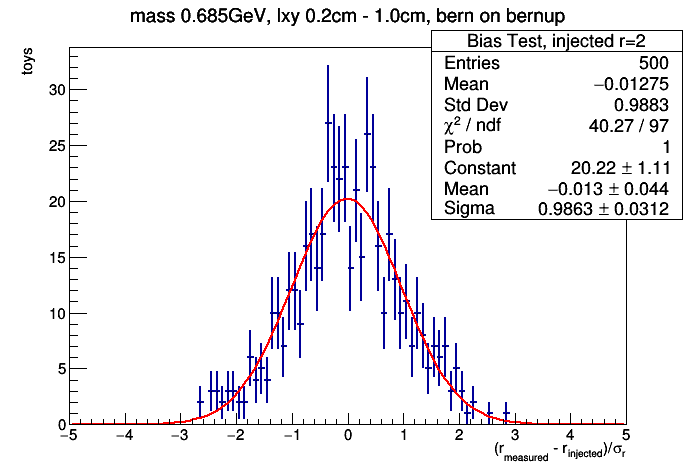 mass 0.685GeV, lxy 0.2cm - 1.0cm, bern on bernup
toys
Bias Test, injected r=2
Entries 500
Mean −0.01275
Std Dev 0.9883
χ² / ndf 40.27 / 97
Prob 1
Constant 20.22 ± 1.11
Mean −0.013 ± 0.044
Sigma 0.9863 ± 0.0312
30
25
20
15
10
5
0
−5 −4 −3 −2 −1 0 1 2 3 4 5
(r_measured - r_injected)/σ_r